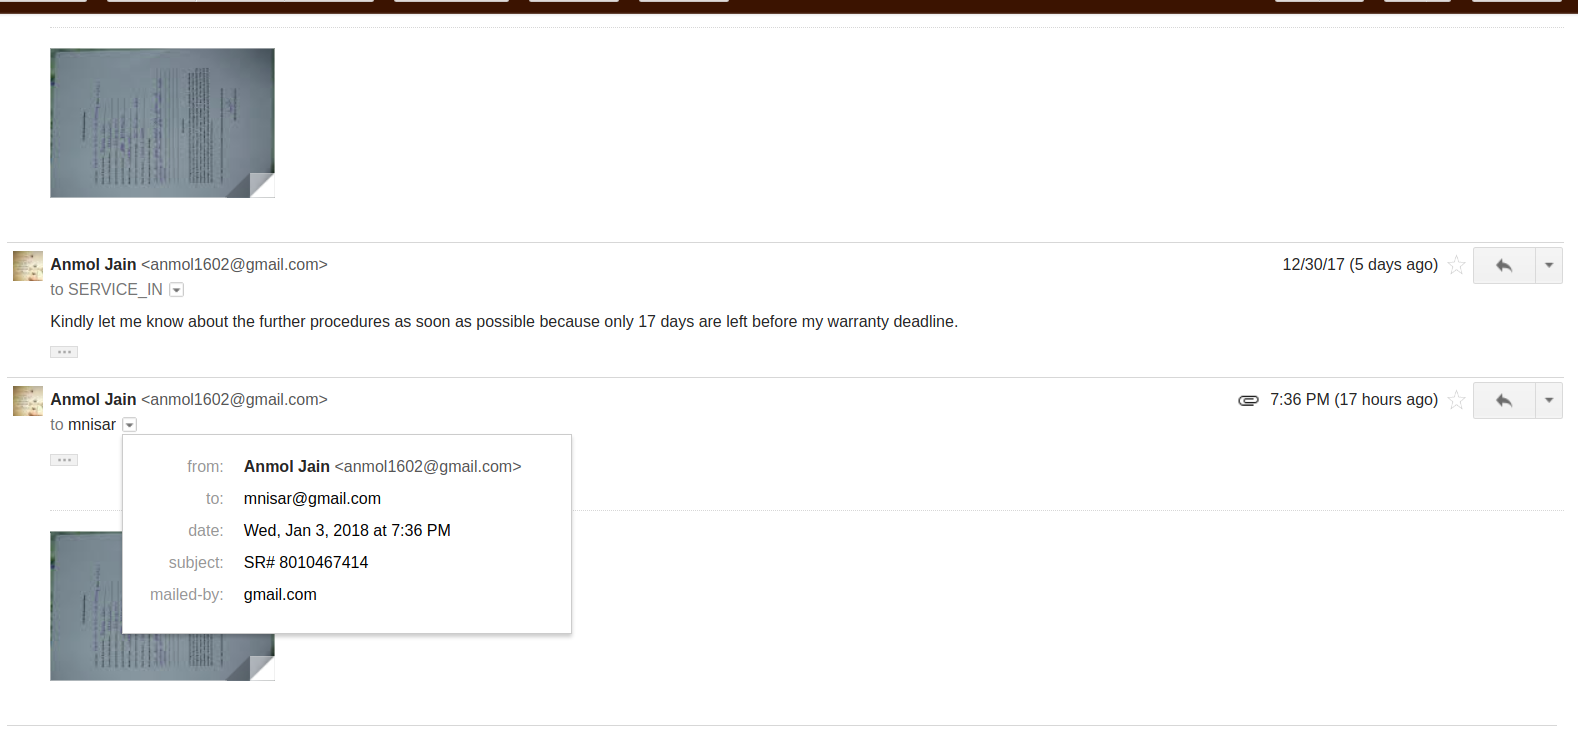 Anmol Jain <anmol1602@gmail.com>
12/30/17 (5 days ago)
to SERVICE_IN
Kindly let me know about the further procedures as soon as possible because only 17 days are left before my warranty deadline.
Anmol Jain <anmol1602@gmail.com>
7:36 PM (17 hours ago)
to mnisar
from: Anmol Jain <anmol1602@gmail.com>
to: mnisar@gmail.com
date: Wed, Jan 3, 2018 at 7:36 PM
subject: SR# 8010467414
mailed-by: gmail.com